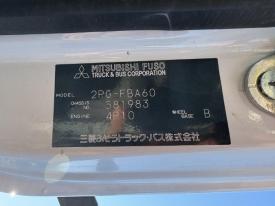 MITSUBISHI FUSO
TRUCK & BUS CORPORATION
MODEL 2PG-FBA60
CHASSIS NO 581983
ENGINE 4P10 WHEEL BASE B
三菱ふそうトラック・バス株式会社